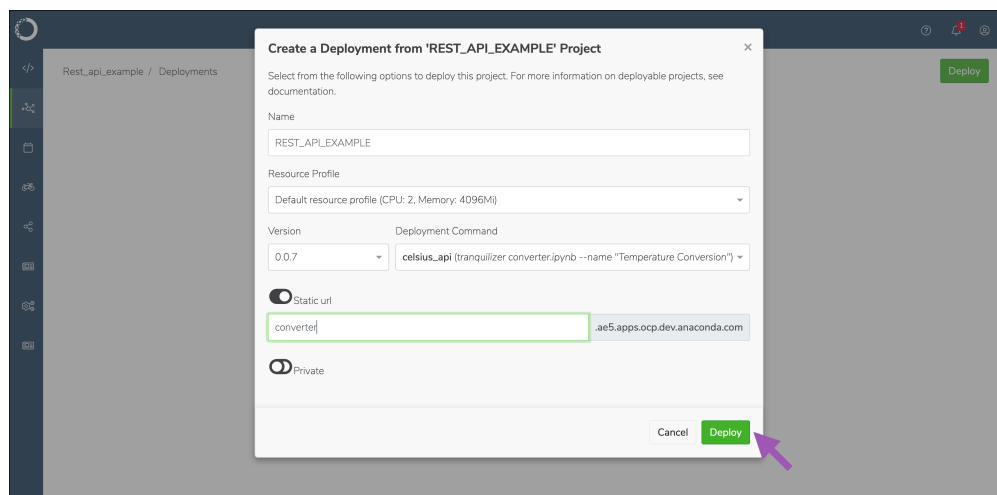 1
</>
Rest_api_example / Deployments
Deploy
Create a Deployment from 'REST_API_EXAMPLE' Project
×
Select from the following options to deploy this project. For more information on deployable projects, see
documentation.
Name
REST_API_EXAMPLE
Resource Profile
Default resource profile (CPU: 2, Memory: 4096Mi)
Version
Deployment Command
0.0.7
celsius_api (tranquilizer converter.ipynb --name "Temperature Conversion")
Static url
converter
.ae5.apps.ocp.dev.anaconda.com
Private
Cancel
Deploy